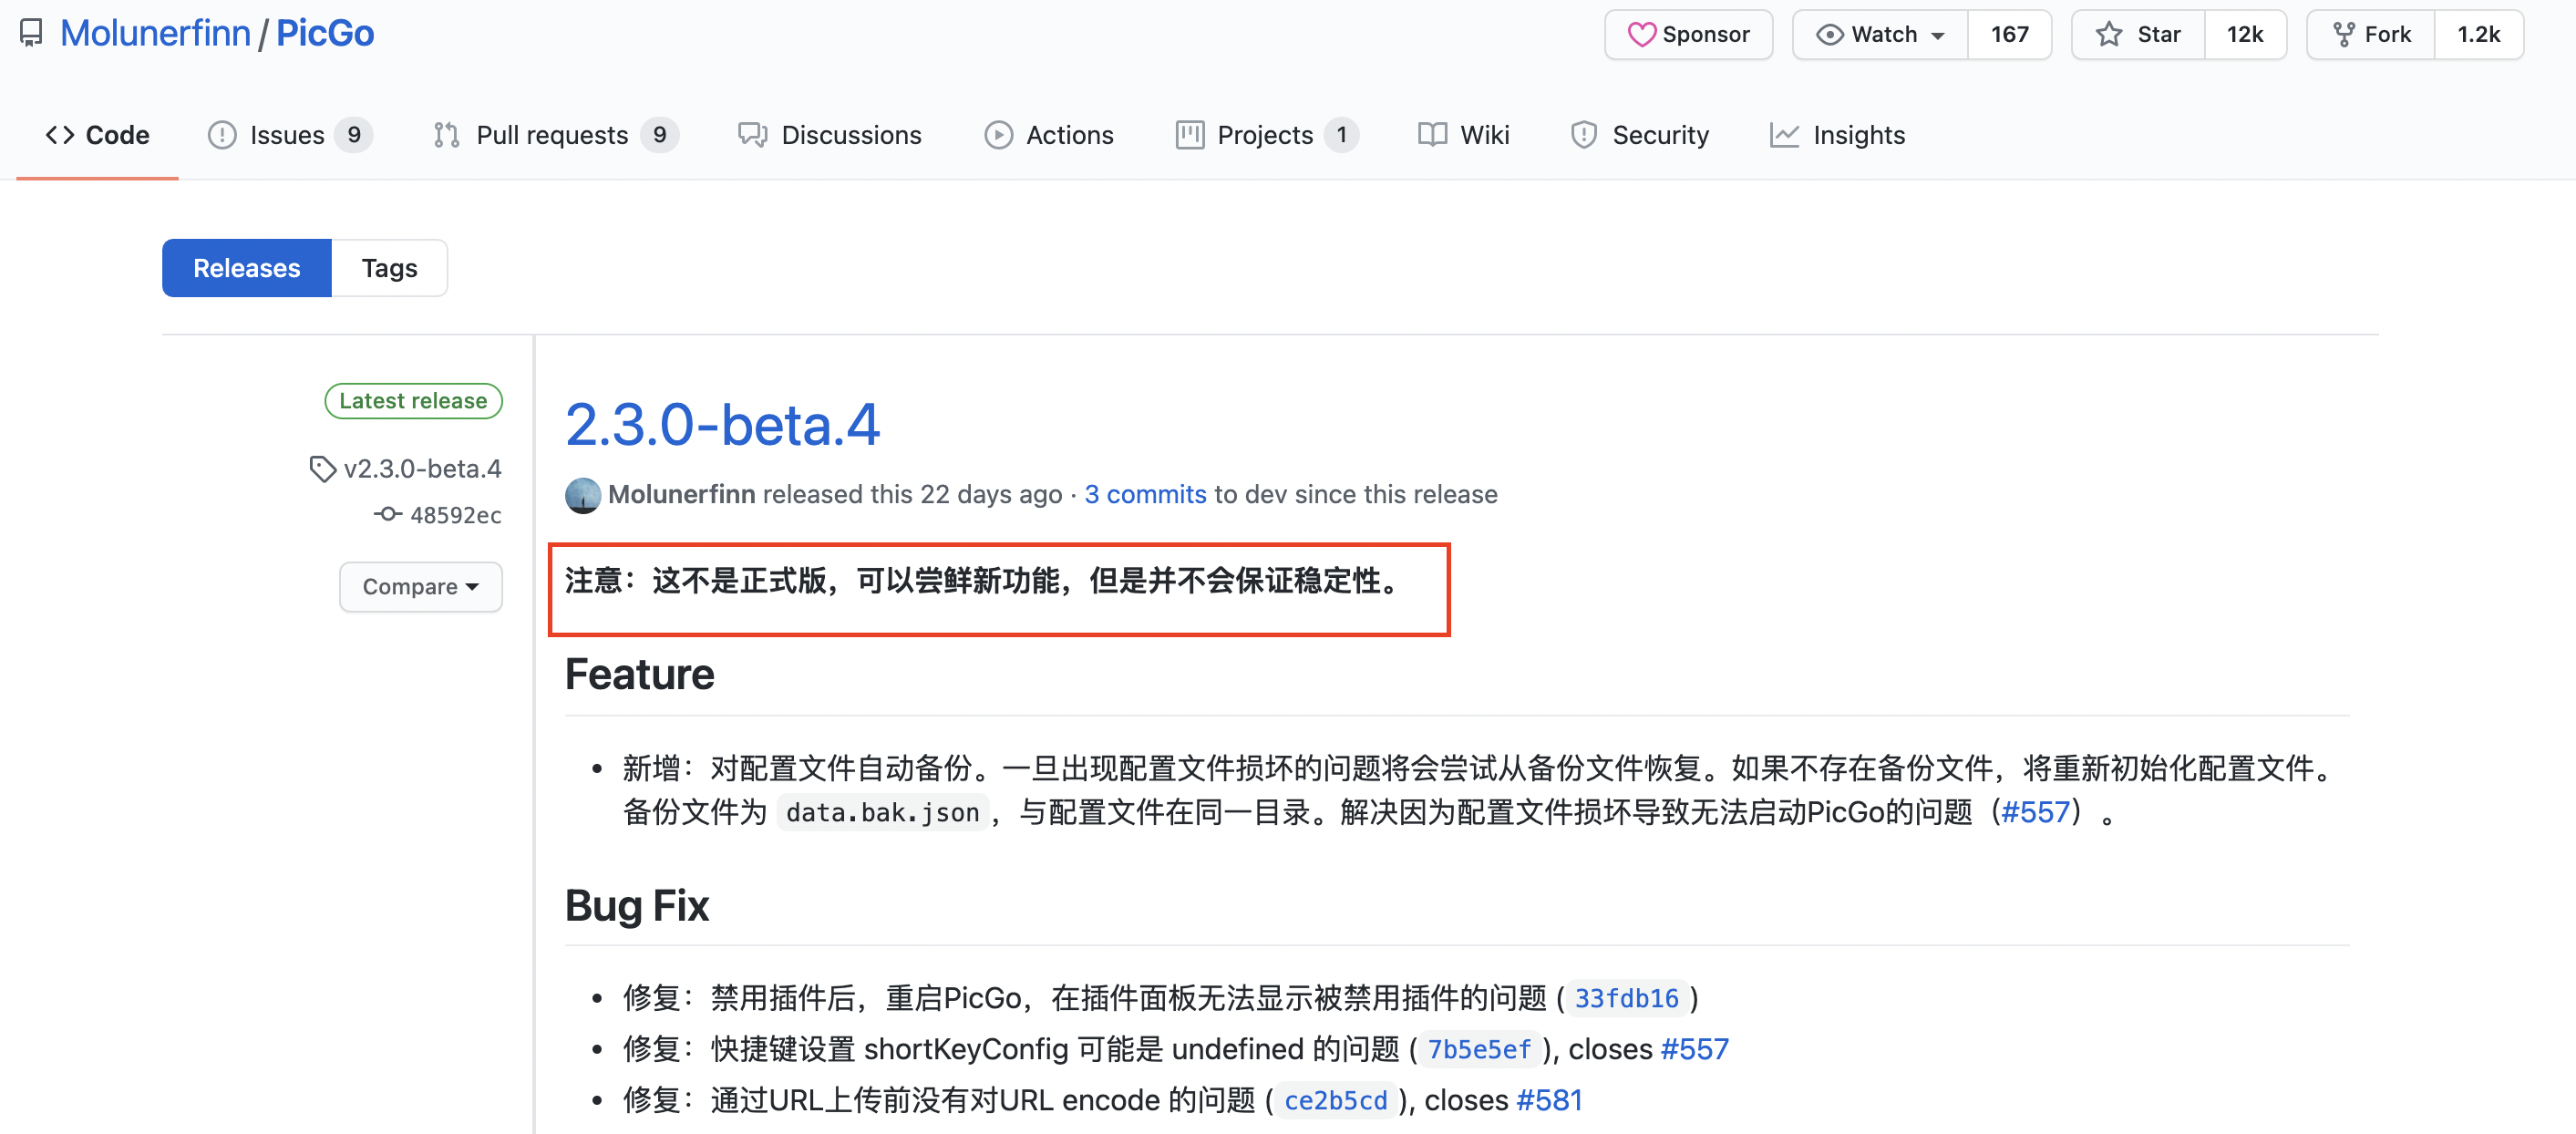 Molunerfinn / PicGo
Sponsor Watch 167 Star 12k Fork 1.2k
Code Issues 9 Pull requests 9 Discussions Actions Projects 1 Wiki Security Insights
Releases Tags
Latest release
v2.3.0-beta.4
48592ec
Compare
2.3.0-beta.4
Molunerfinn released this 22 days ago · 3 commits to dev since this release
注意：这不是正式版，可以尝鲜新功能，但是并不会保证稳定性。
Feature
• 新增：对配置文件自动备份。一旦出现配置文件损坏的问题将会尝试从备份文件恢复。如果不存在备份文件，将重新初始化配置文件。
备份文件为 data.bak.json，与配置文件在同一目录。解决因为配置文件损坏导致无法启动PicGo的问题（#557）。
Bug Fix
• 修复：禁用插件后，重启PicGo，在插件面板无法显示被禁用插件的问题 (33fdb16)
• 修复：快捷键设置 shortKeyConfig 可能是 undefined 的问题 (7b5e5ef), closes #557
• 修复：通过URL上传前没有对URL encode 的问题 (ce2b5cd), closes #581